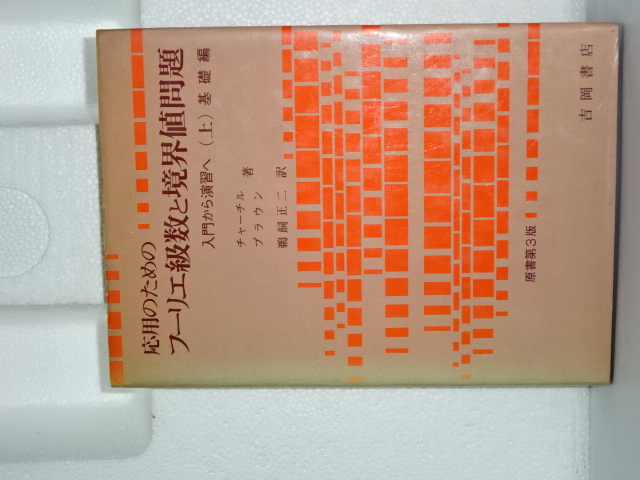 応用のための
フーリエ級数と境界値問題
入門から演習へ (上) 基礎編
チャーチル 著
ブラウン
鵜飼正二 訳
原書第3版
吉岡書店